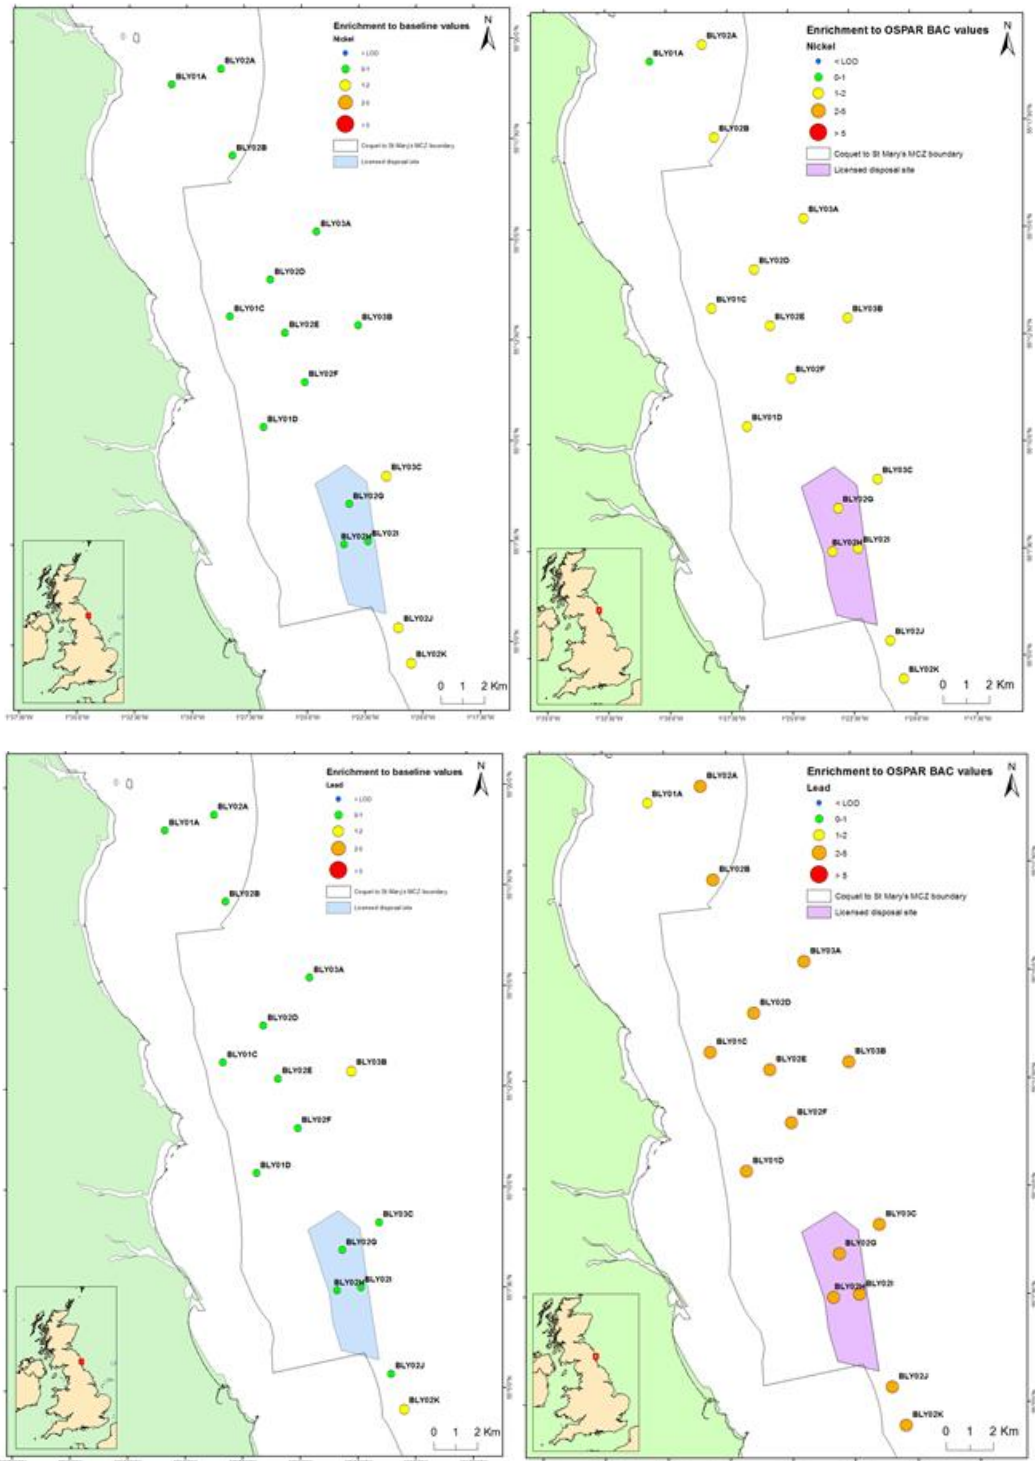 Enrichment to baseline values
Nickel
< LOD
0-1
1-2
2-5
> 5
Coquet to St Mary's MCZ boundary
Licensed disposal site
N
BLY02A
BLY01A
BLY02B
BLY03A
BLY02D
BLY01C
BLY03B
BLY02E
BLY02F
BLY01D
BLY03C
BLY02G
BLY02H
BLY02I
BLY02J
BLY02K
0 1 2 Km
Enrichment to OSPAR BAC values
Nickel
< LOD
0-1
1-2
2-5
> 5
Coquet to St Mary's MCZ boundary
Licensed disposal site
N
BLY02A
BLY01A
BLY02B
BLY03A
BLY02D
BLY01C
BLY03B
BLY02E
BLY02F
BLY01D
BLY03C
BLY02G
BLY02H
BLY02I
BLY02J
BLY02K
0 1 2 Km
Enrichment to baseline values
Lead
< LOD
0-1
1-2
2-5
> 5
Coquet to St Mary's MCZ boundary
Licensed disposal site
N
BLY02A
BLY01A
BLY02B
BLY03A
BLY02D
BLY01C
BLY03B
BLY02E
BLY02F
BLY01D
BLY03C
BLY02G
BLY02H
BLY02I
BLY02J
BLY02K
0 1 2 Km
Enrichment to OSPAR BAC values
Lead
< LOD
0-1
1-2
2-5
> 5
Coquet to St Mary's MCZ boundary
Licensed disposal site
N
BLY02A
BLY01A
BLY02B
BLY03A
BLY02D
BLY01C
BLY03B
BLY02E
BLY02F
BLY01D
BLY03C
BLY02G
BLY02H
BLY02I
BLY02J
BLY02K
0 1 2 Km